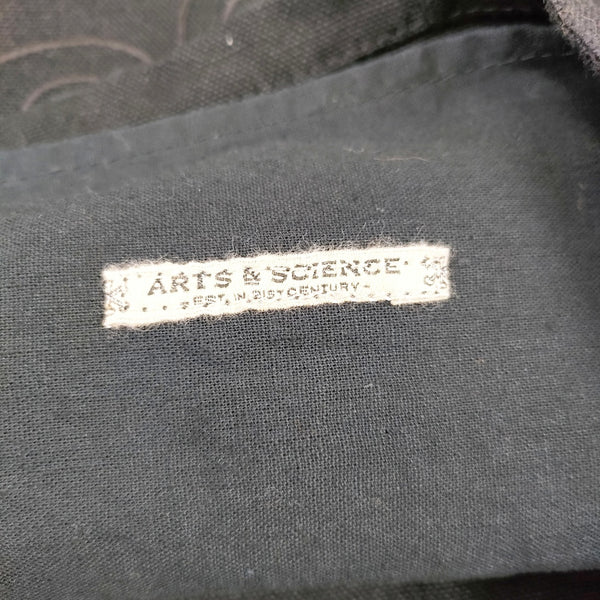 ARTS & SCIENCE
EST. IN 21ST CENTURY